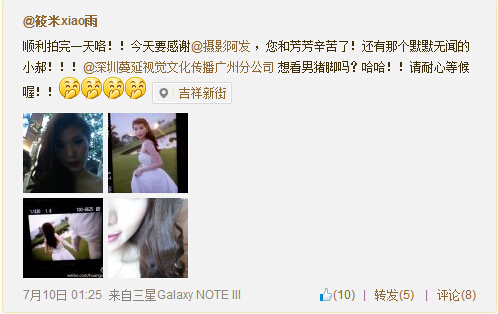 @筱米xiao雨
顺利拍完一天咯！！今天要感谢@摄影阿发，您和芳芳辛苦了！还有那个默默无闻的
小郝！！！@深圳蔓延视觉文化传播广州分公司 想看男猪脚吗？哈哈！！请耐心等候
喔！！
吉祥新街
1/320
100-6625
7月10日 01:25 来自三星Galaxy NOTE III
(10) | 转发(5) | 评论(8)